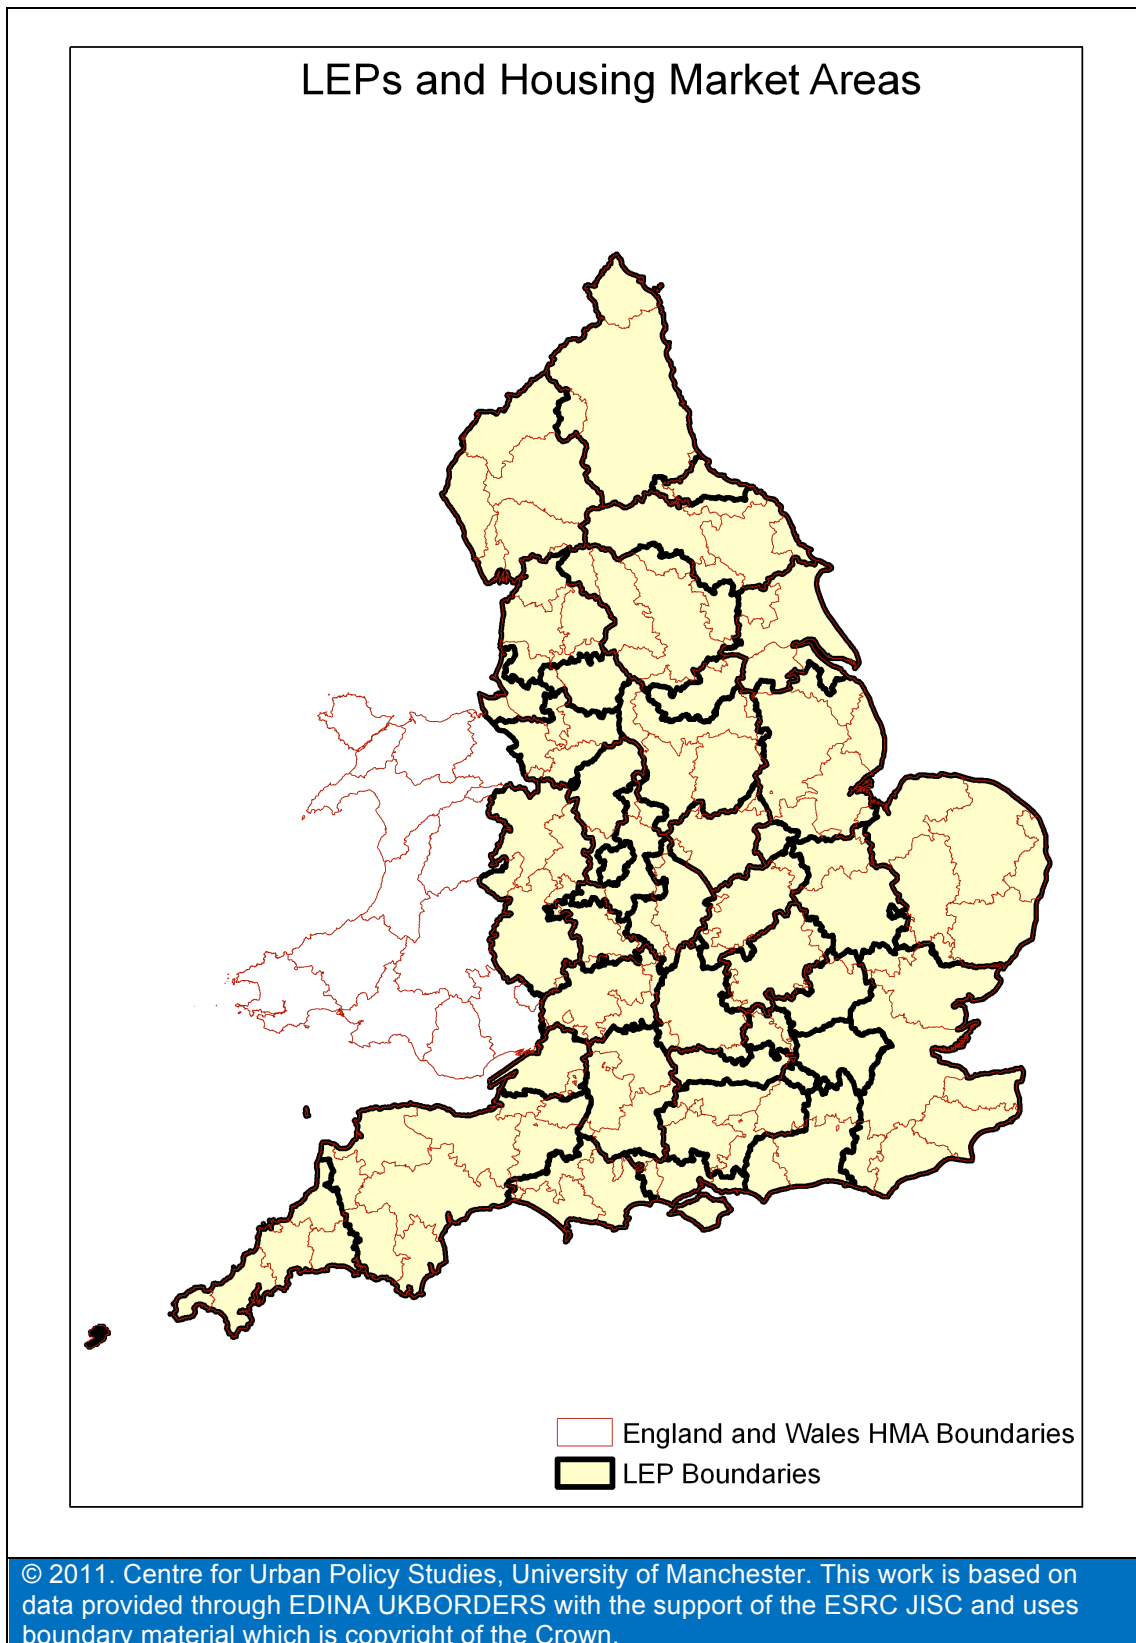 LEPs and Housing Market Areas
England and Wales HMA Boundaries
LEP Boundaries
© 2011. Centre for Urban Policy Studies, University of Manchester. This work is based on
data provided through EDINA UKBORDERS with the support of the ESRC JISC and uses
boundary material which is copyright of the Crown.